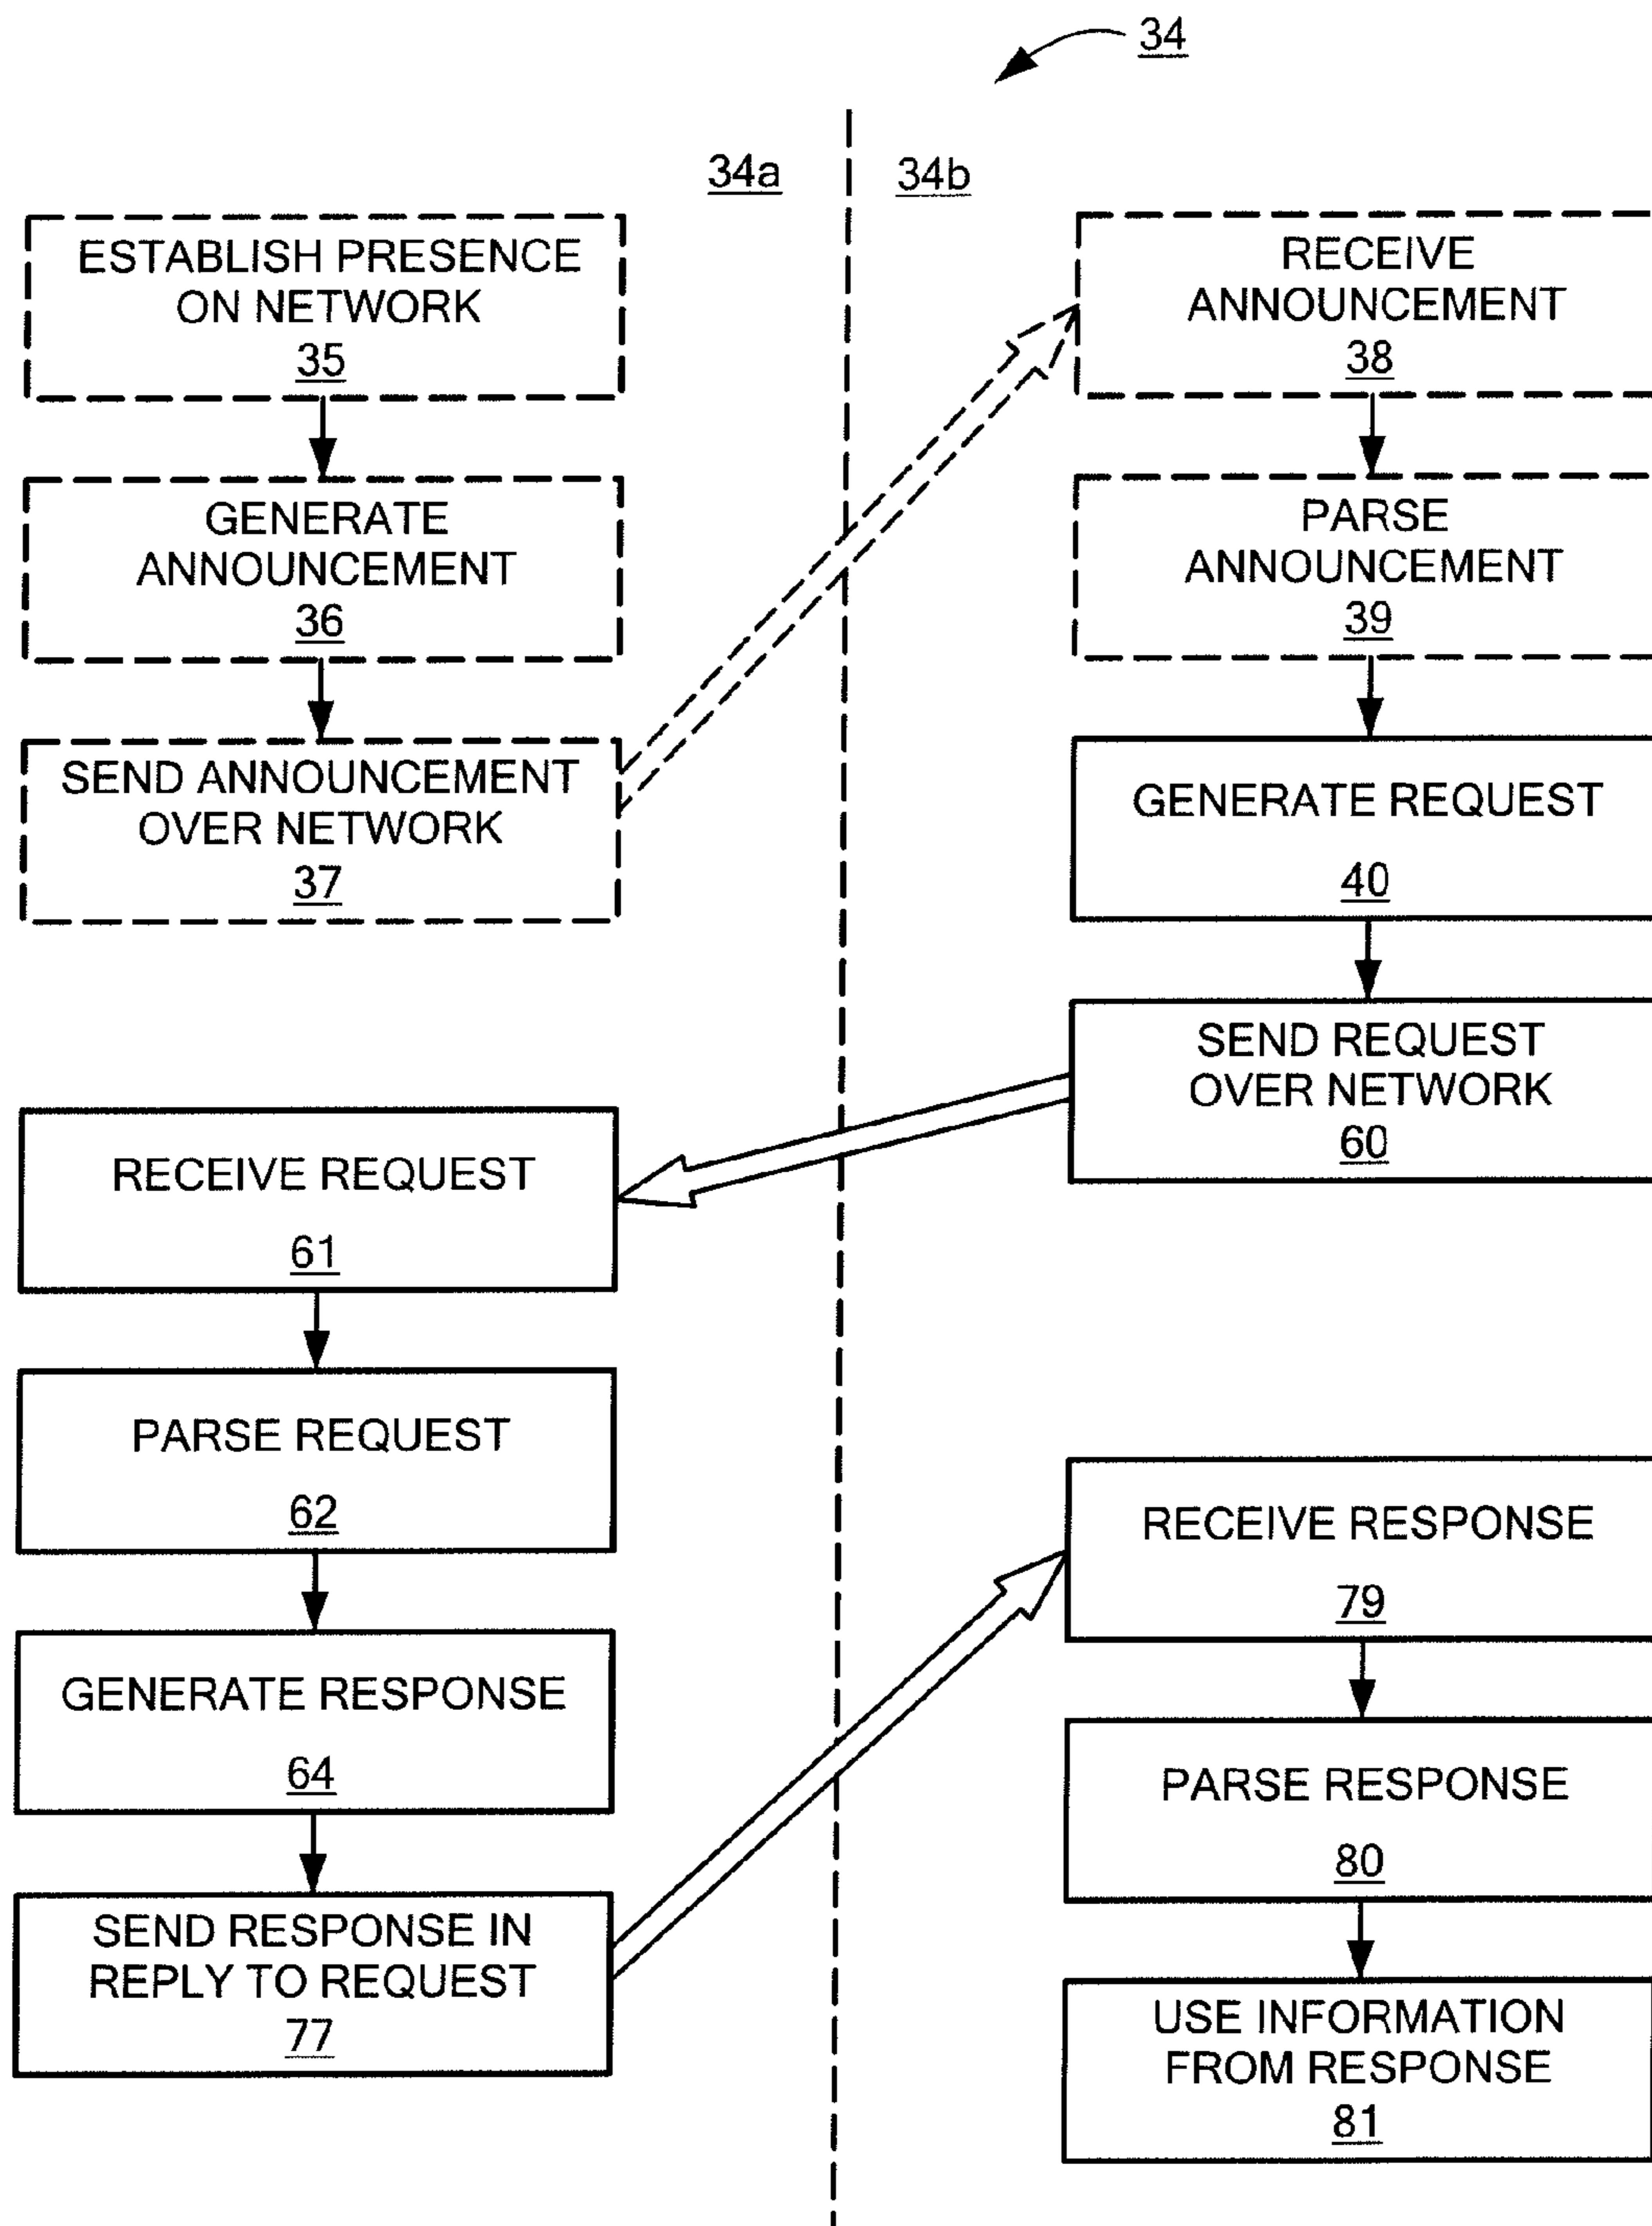 34
34a
34b
ESTABLISH PRESENCE
ON NETWORK
35
GENERATE
ANNOUNCEMENT
36
SEND ANNOUNCEMENT
OVER NETWORK
37
RECEIVE
ANNOUNCEMENT
38
PARSE
ANNOUNCEMENT
39
GENERATE REQUEST
40
SEND REQUEST
OVER NETWORK
60
RECEIVE REQUEST
61
PARSE REQUEST
62
GENERATE RESPONSE
64
SEND RESPONSE IN
REPLY TO REQUEST
77
RECEIVE RESPONSE
79
PARSE RESPONSE
80
USE INFORMATION
FROM RESPONSE
81